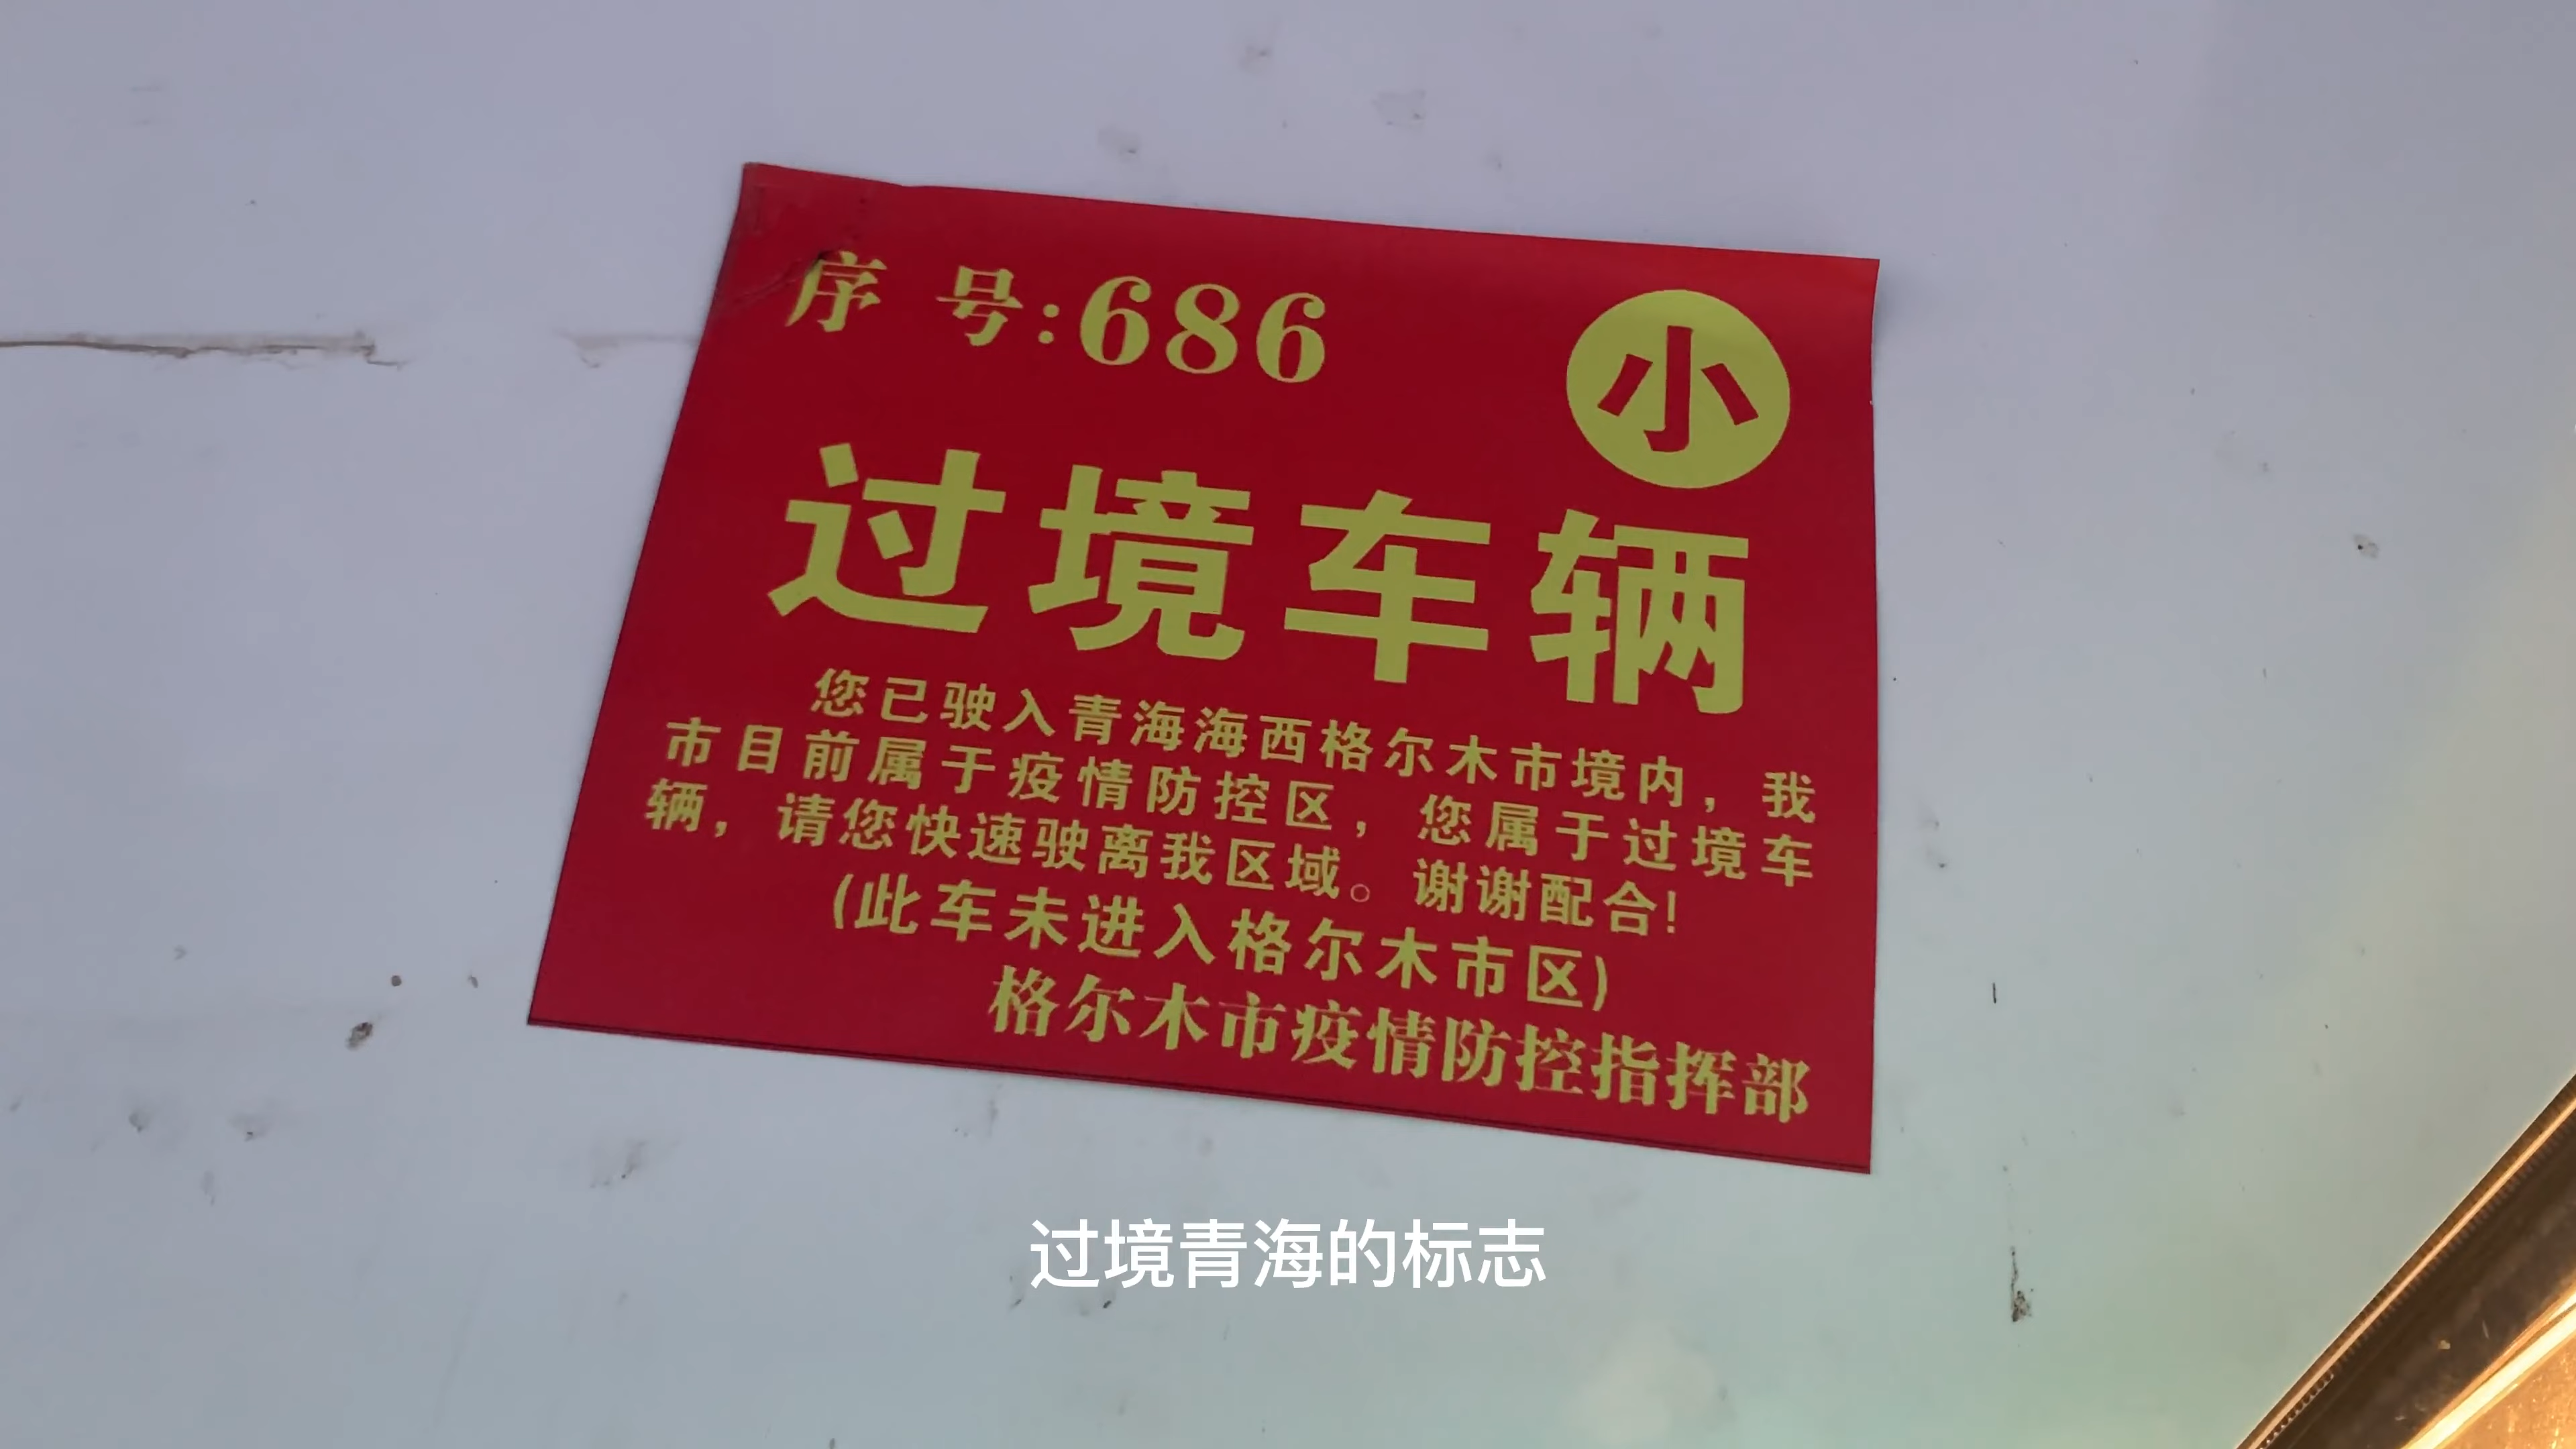 序 号:686
小
过境车辆
您已驶入青海海西格尔木市境内，我
市目前属于疫情防控区，您属于过境车
辆，请您快速驶离我区域。谢谢配合!
(此车未进入格尔木市区)
格尔木市疫情防控指挥部
过境青海的标志